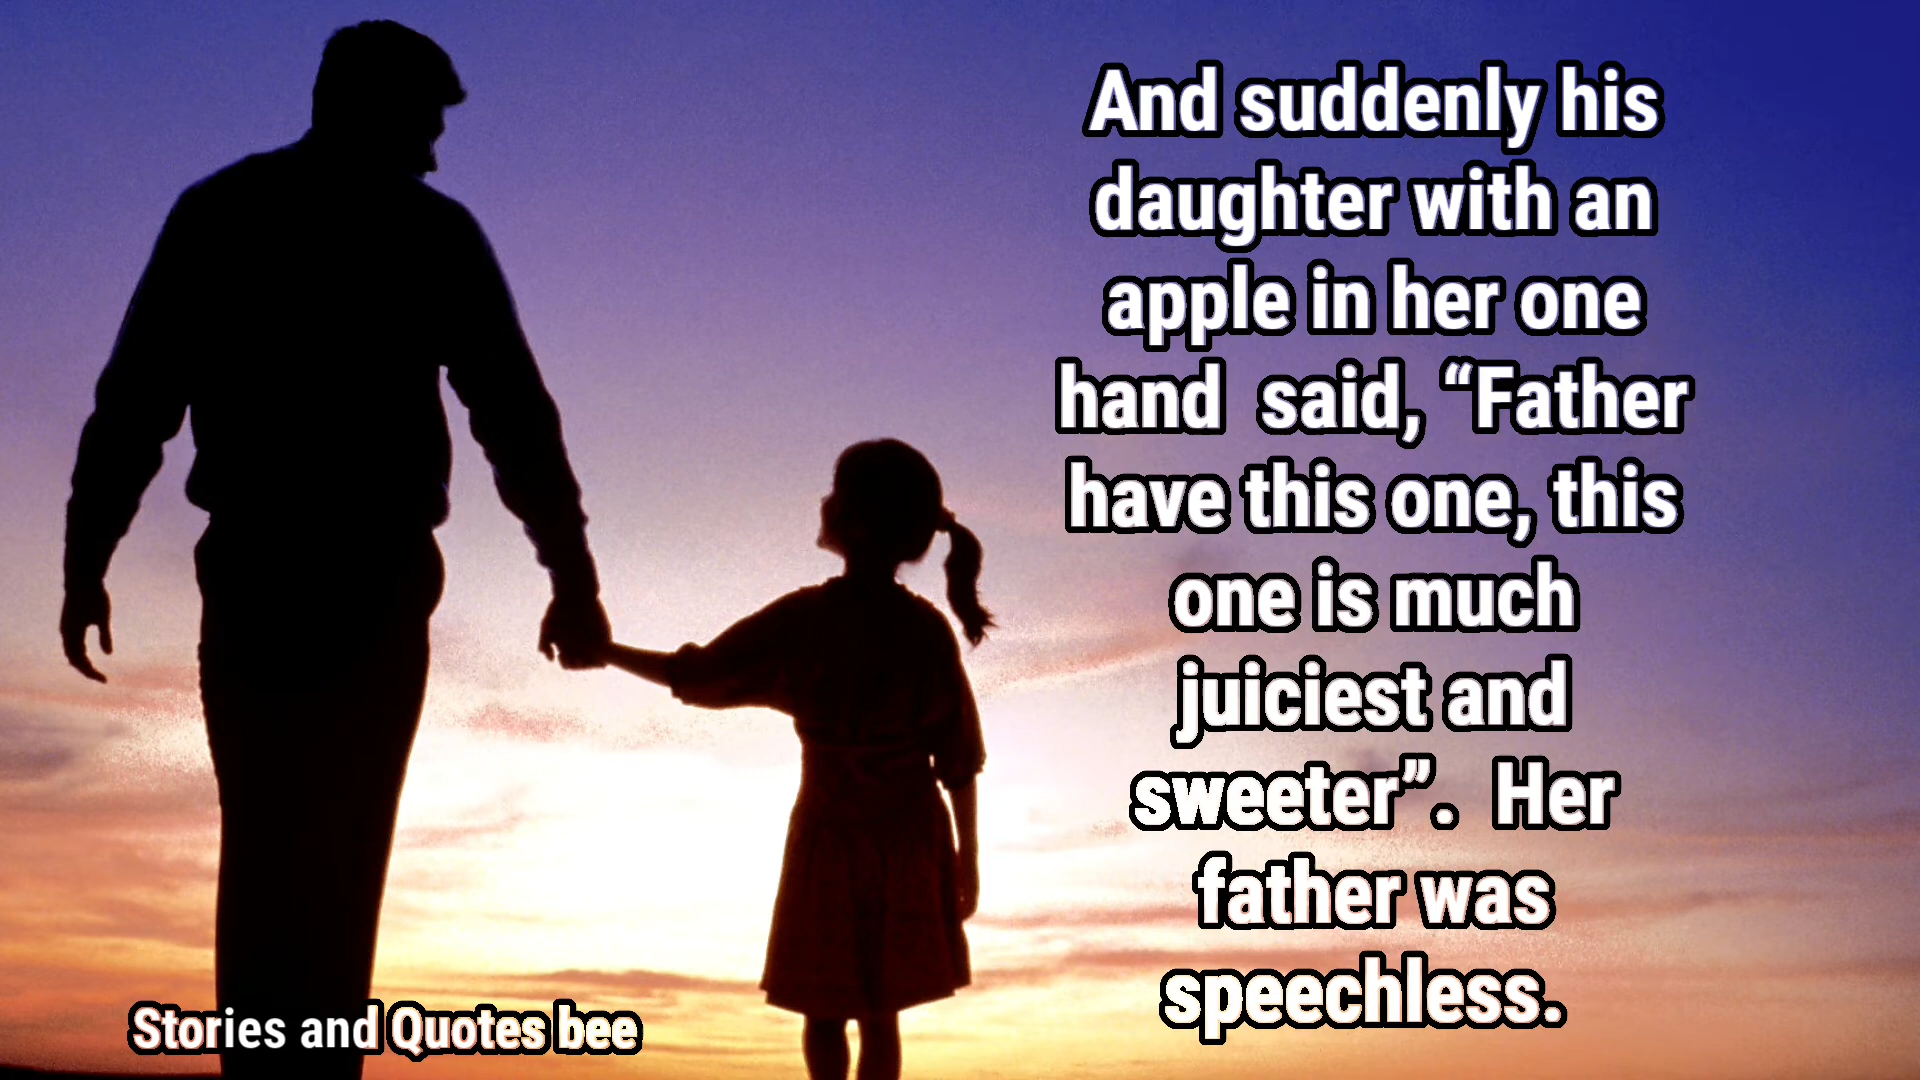 And suddenly his
daughter with an
apple in her one
hand  said, “Father
have this one, this
one is much
juiciest and
sweeter”.  Her
father was
speechless.
Stories and Quotes bee